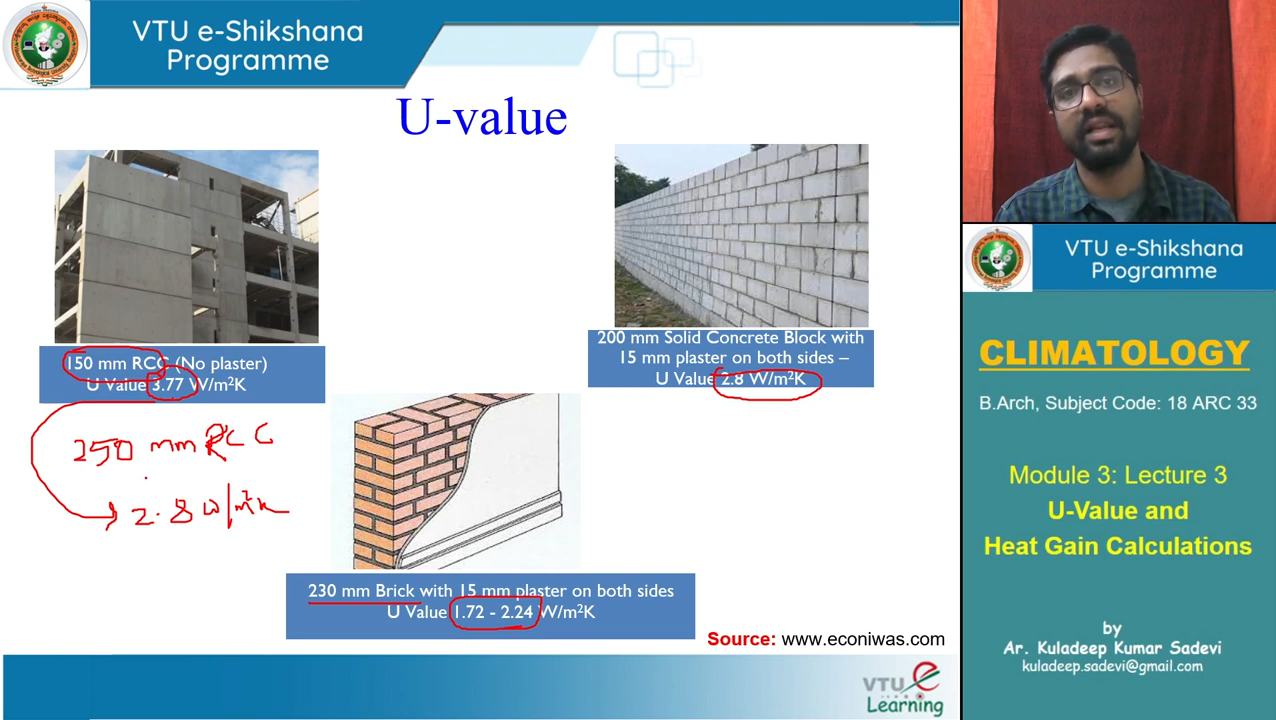 VTU e-Shikshana
Programme
U-value
150 mm RCC (No plaster)
U Value 3.77 W/m²K
200 mm Solid Concrete Block with
15 mm plaster on both sides –
U Value 2.8 W/m²K
250 mm RCC
2.8 W/m²K
230 mm Brick with 15 mm plaster on both sides
U Value 1.72 - 2.24 W/m²K
Source: www.econiwas.com
VTU e
Learning
VTU e-Shikshana
Programme
CLIMATOLOGY
B.Arch, Subject Code: 18 ARC 33
Module 3: Lecture 3
U-Value and
Heat Gain Calculations
by
Ar. Kuladeep Kumar Sadevi
kuladeep.sadevi@gmail.com